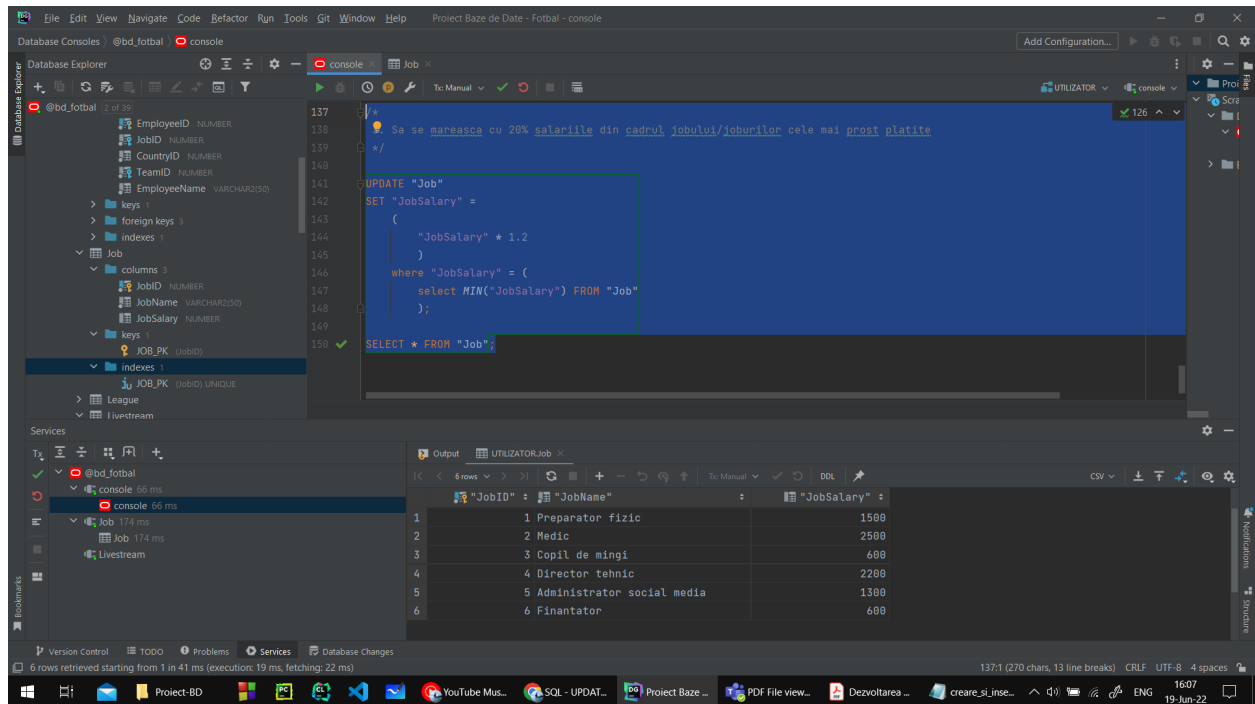 File Edit View Navigate Code Refactor Run Tools Git Window Help Proiect Baze de Date - Fotbal - console
Database Consoles @bd_fotbal console Add Configuration...
Database Explorer console Job
Tx: Manual UTILIZATOR console
@bd_fotbal 2 of 39
EmployeeID NUMBER
JobID NUMBER
CountryID NUMBER
TeamID NUMBER
EmployeeName VARCHAR2(50)
keys 1
foreign keys 3
indexes 1
Job
columns 3
JobID NUMBER
JobName VARCHAR2(50)
JobSalary NUMBER
keys 1
JOB_PK (JobID)
indexes 1
JOB_PK (JobID) UNIQUE
League
Livestream
137 /*
138 Sa se mareasca cu 20% salariile din cadrul jobului/joburilor cele mai prost platite
139 */
140
141 UPDATE "Job"
142 SET "JobSalary" =
143 (
144 "JobSalary" * 1.2
145 )
146 where "JobSalary" = (
147 select MIN("JobSalary") FROM "Job"
148 );
149
150 SELECT * FROM "Job";
126
Proi
Scra
Database Explorer
Files
Notifications
Structure
Bookmarks
Services
Tx
@bd_fotbal
console 66 ms
console 66 ms
Job 174 ms
Job 174 ms
Livestream
Output UTILIZATOR.Job
6 rows Tx: Manual DDL CSV
"JobID" "JobName" "JobSalary"
1 1 Preparator fizic 1500
2 2 Medic 2500
3 3 Copil de mingi 600
4 4 Director tehnic 2200
5 5 Administrator social media 1300
6 6 Finantator 600
Version Control TODO Problems Services Database Changes
6 rows retrieved starting from 1 in 41 ms (execution: 19 ms, fetching: 22 ms) 137:1 (270 chars, 13 line breaks) CRLF UTF-8 4 spaces
Proiect-BD YouTube Mus... SQL - UPDAT... Proiect Baze ... PDF File view... Dezvoltarea ... creare_si_inse... ENG 16:07
19-Jun-22